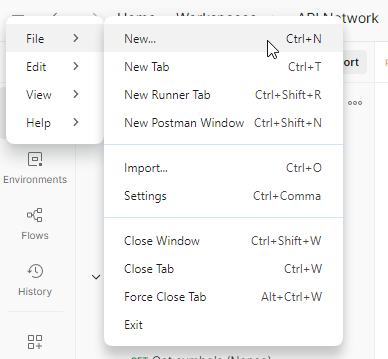 Home Workspaces API Network
File
Edit
View
Help
New... Ctrl+N
New Tab Ctrl+T
New Runner Tab Ctrl+Shift+R
New Postman Window Ctrl+Shift+N
Import... Ctrl+O
Settings Ctrl+Comma
Close Window Ctrl+Shift+W
Close Tab Ctrl+W
Force Close Tab Alt+Ctrl+W
Exit
ort
Environments
Flows
History